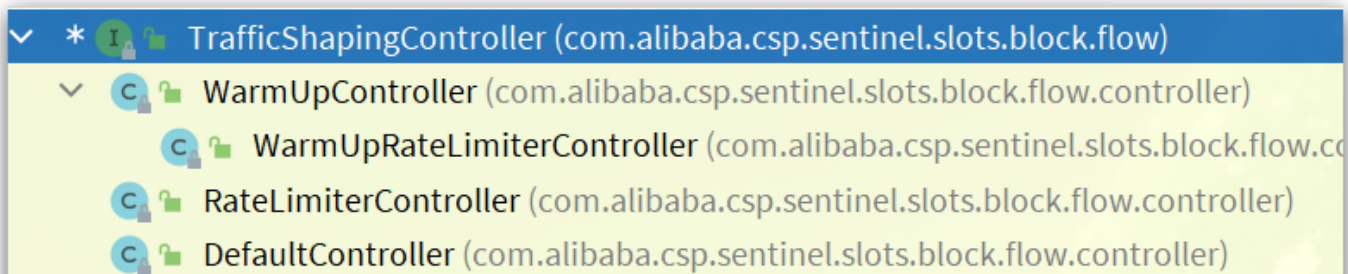 * I TrafficShapingController (com.alibaba.csp.sentinel.slots.block.flow)
C WarmUpController (com.alibaba.csp.sentinel.slots.block.flow.controller)
C WarmUpRateLimiterController (com.alibaba.csp.sentinel.slots.block.flow.co
C RateLimiterController (com.alibaba.csp.sentinel.slots.block.flow.controller)
C DefaultController (com.alibaba.csp.sentinel.slots.block.flow.controller)